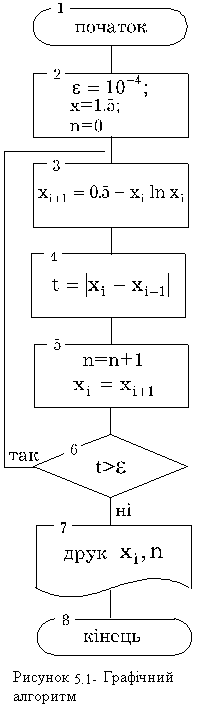 1
початок
2
ε = 10⁻⁴;
x=1.5;
n=0
3
xᵢ₊₁ = 0.5 − xᵢ ln xᵢ
4
t = |xᵢ − xᵢ₋₁|
5
n=n+1
xᵢ = xᵢ₊₁
6
t>ε
так
ні
7
друк xᵢ, n
8
кінець
Рисунок 5.1- Графічний
алгоритм